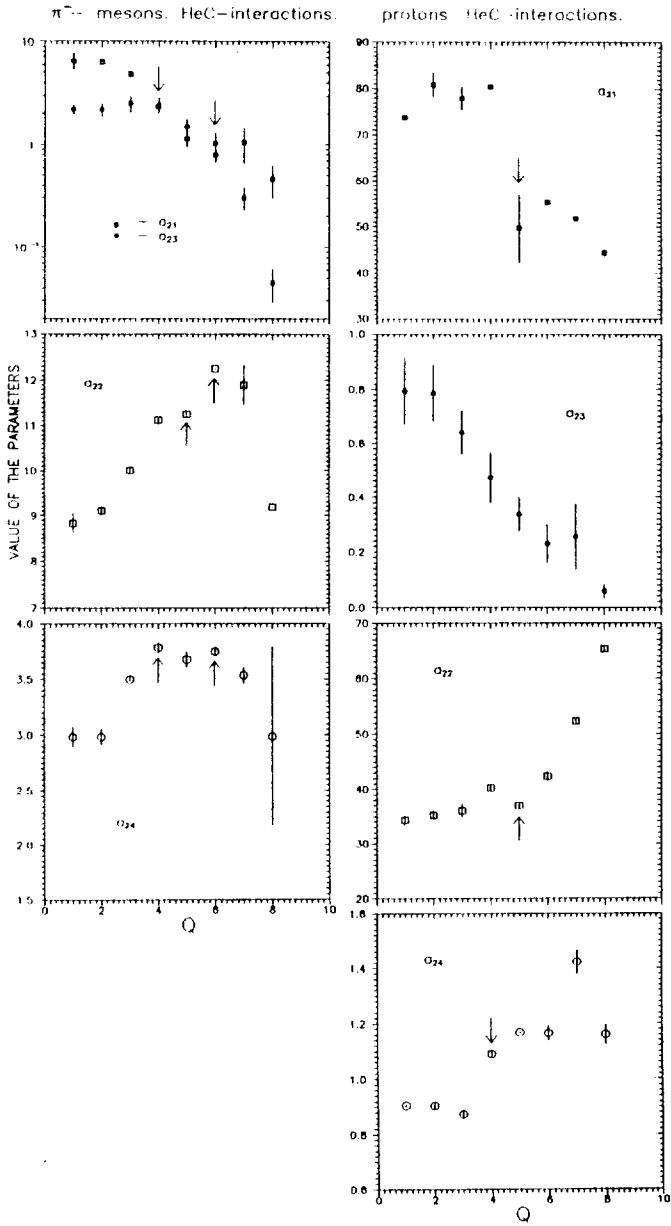 π⁻− mesons. HeC−interactions.
protons HeC -interactions.
VALUE OF THE PARAMETERS
10
1
10⁻¹
− a₂₁
− a₂₃
13
12
11
10
9
8
7
a₂₂
4.0
3.5
3.0
2.5
2.0
1.5
a₂₄
0 2 4 6 8 10
Q
90
80
70
60
50
40
30
a₂₁
1.0
0.8
0.6
0.4
0.2
0.0
a₂₃
70
60
50
40
30
20
a₂₂
1.6
1.4
1.2
1.0
0.8
0.6
a₂₄
0 2 4 6 8 10
Q